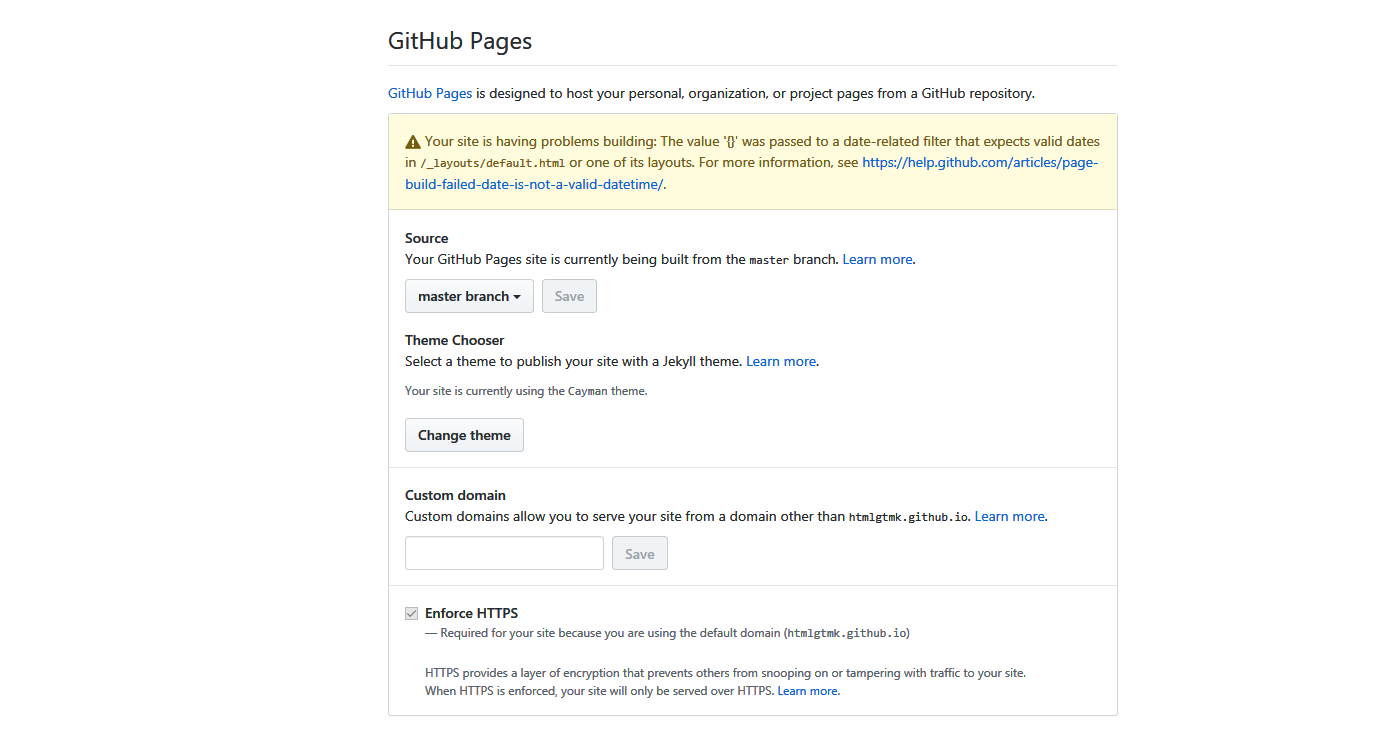 GitHub Pages
GitHub Pages is designed to host your personal, organization, or project pages from a GitHub repository.
Your site is having problems building: The value '{}' was passed to a date-related filter that expects valid dates
in /_layouts/default.html or one of its layouts. For more information, see https://help.github.com/articles/page-
build-failed-date-is-not-a-valid-datetime/.
Source
Your GitHub Pages site is currently being built from the master branch. Learn more.
master branch
Save
Theme Chooser
Select a theme to publish your site with a Jekyll theme. Learn more.
Your site is currently using the Cayman theme.
Change theme
Custom domain
Custom domains allow you to serve your site from a domain other than htmlgtmk.github.io. Learn more.
Save
Enforce HTTPS
— Required for your site because you are using the default domain (htmlgtmk.github.io)
HTTPS provides a layer of encryption that prevents others from snooping on or tampering with traffic to your site.
When HTTPS is enforced, your site will only be served over HTTPS. Learn more.